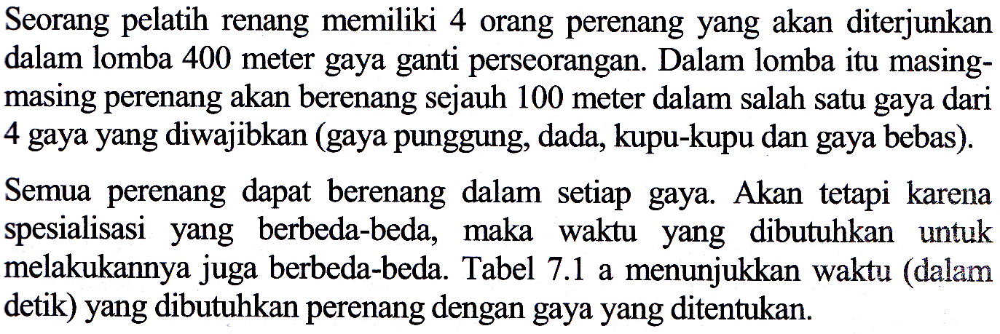 Seorang pelatih renang memiliki 4 orang perenang yang akan diterjunkan
dalam lomba 400 meter gaya ganti perseorangan. Dalam lomba itu masing-
masing perenang akan berenang sejauh 100 meter dalam salah satu gaya dari
4 gaya yang diwajibkan (gaya punggung, dada, kupu-kupu dan gaya bebas).
Semua perenang dapat berenang dalam setiap gaya. Akan tetapi karena
spesialisasi yang berbeda-beda, maka waktu yang dibutuhkan untuk
melakukannya juga berbeda-beda. Tabel 7.1 a menunjukkan waktu (dalam
detik) yang dibutuhkan perenang dengan gaya yang ditentukan.